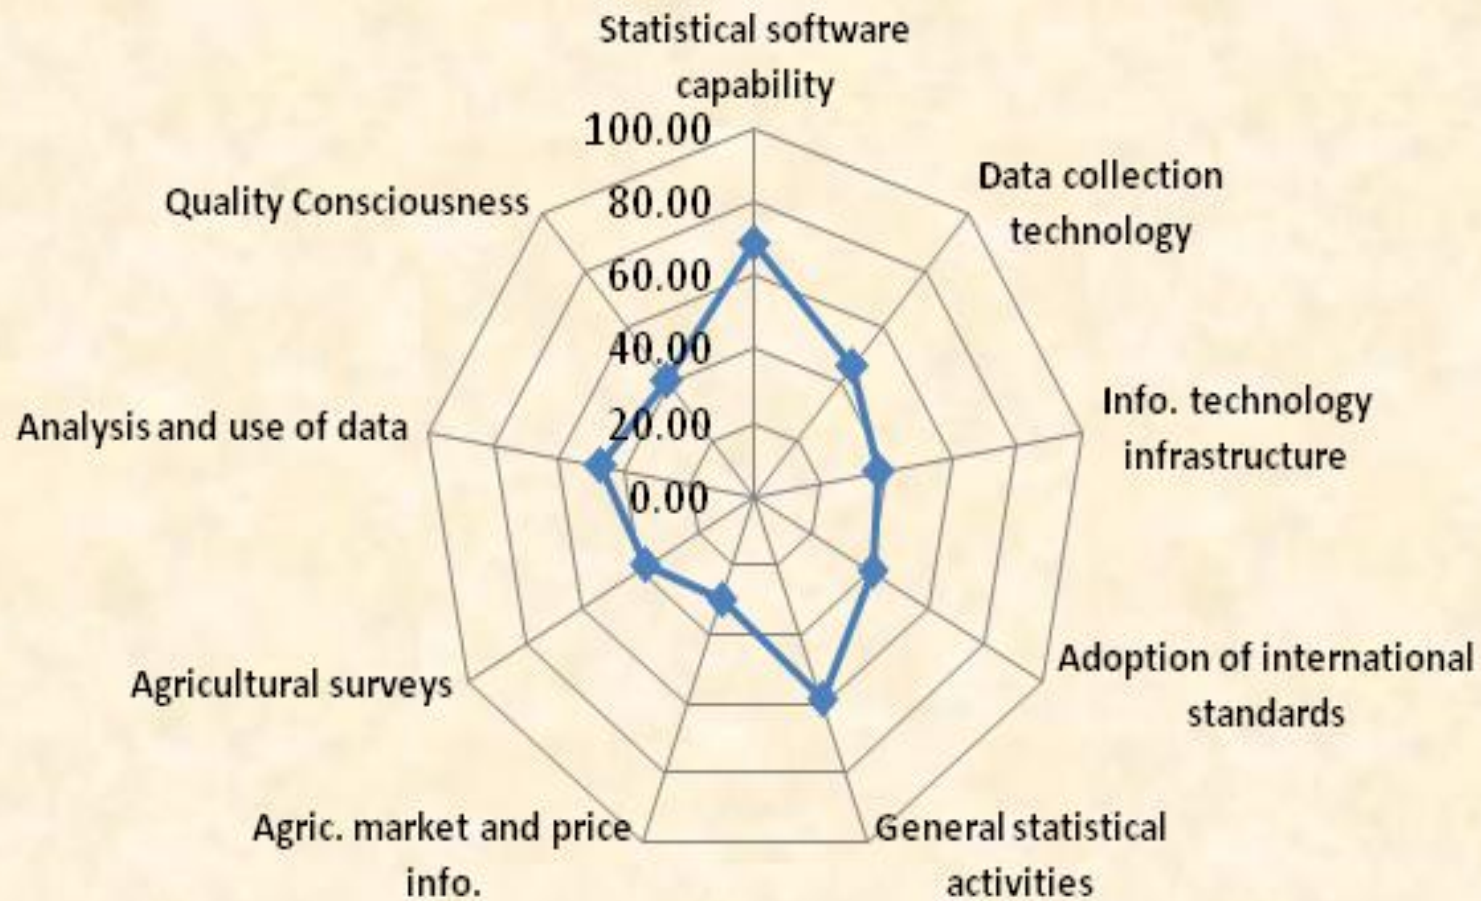 Statistical software
capability
100.00
80.00
60.00
40.00
20.00
0.00
Data collection
technology
Info. technology
infrastructure
Adoption of international
standards
General statistical
activities
Agric. market and price
info.
Agricultural surveys
Analysis and use of data
Quality Consciousness